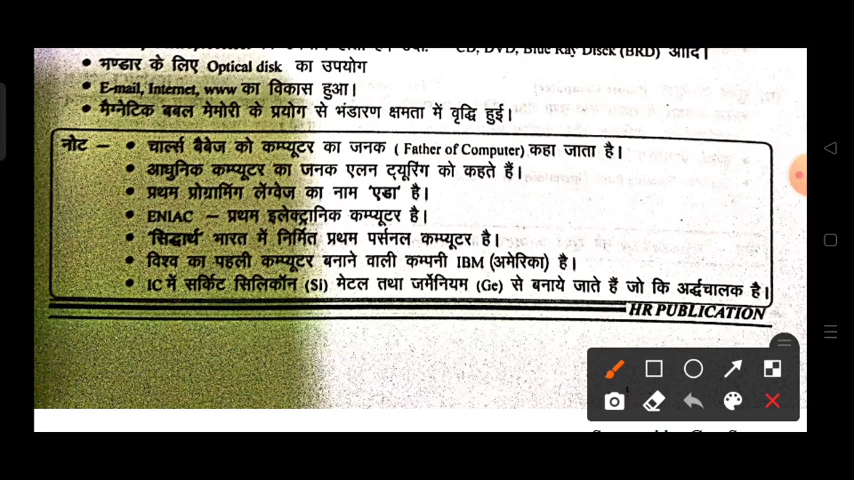 CD, DVD, Blue Ray Disck (BRD) आदि।
• भण्डार के लिए Optical disk का उपयोग
• E-mail, Internet, www का विकास हुआ।
• मैग्नेटिक बबल मेमोरी के प्रयोग से भंडारण क्षमता में वृद्धि हुई।
नोट – • चार्ल्स बैबेज को कम्प्यूटर का जनक ( Father of Computer) कहा जाता है।
• आधुनिक कम्प्यूटर का जनक एलन ट्यूरिंग को कहते हैं।
• प्रथम प्रोग्रामिंग लेंग्वेज का नाम 'एडा' है।
• ENIAC – प्रथम इलेक्ट्रानिक कम्प्यूटर है।
• 'सिद्धार्थ' भारत में निर्मित प्रथम पर्सनल कम्प्यूटर है।
• विश्व का पहली कम्प्यूटर बनाने वाली कम्पनी IBM (अमेरिका) है।
• IC में सर्किट सिलिकॉन (Si) मेटल तथा जर्मेनियम (Ge) से बनाये जाते हैं जो कि अर्द्धचालक है।
HR PUBLICATION